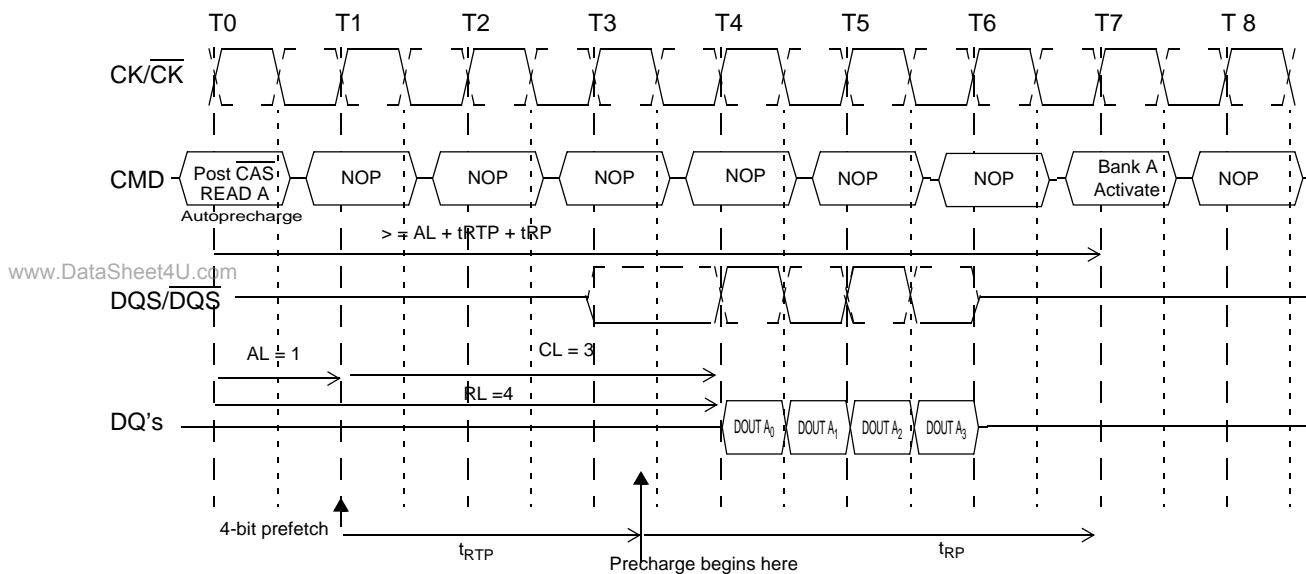 T0 T1 T2 T3 T4 T5 T6 T7 T 8
CK/CK
CMD
Post CAS
READ A
NOP NOP NOP NOP NOP NOP
Bank A
Activate
NOP
Autoprecharge
> = AL + tRTP + tRP
www.DataSheet4U.com
DQS/DQS
AL = 1
CL = 3
RL =4
DQ's
DOUT A0 DOUT A1 DOUT A2 DOUT A3
4-bit prefetch
tRTP
Precharge begins here
tRP